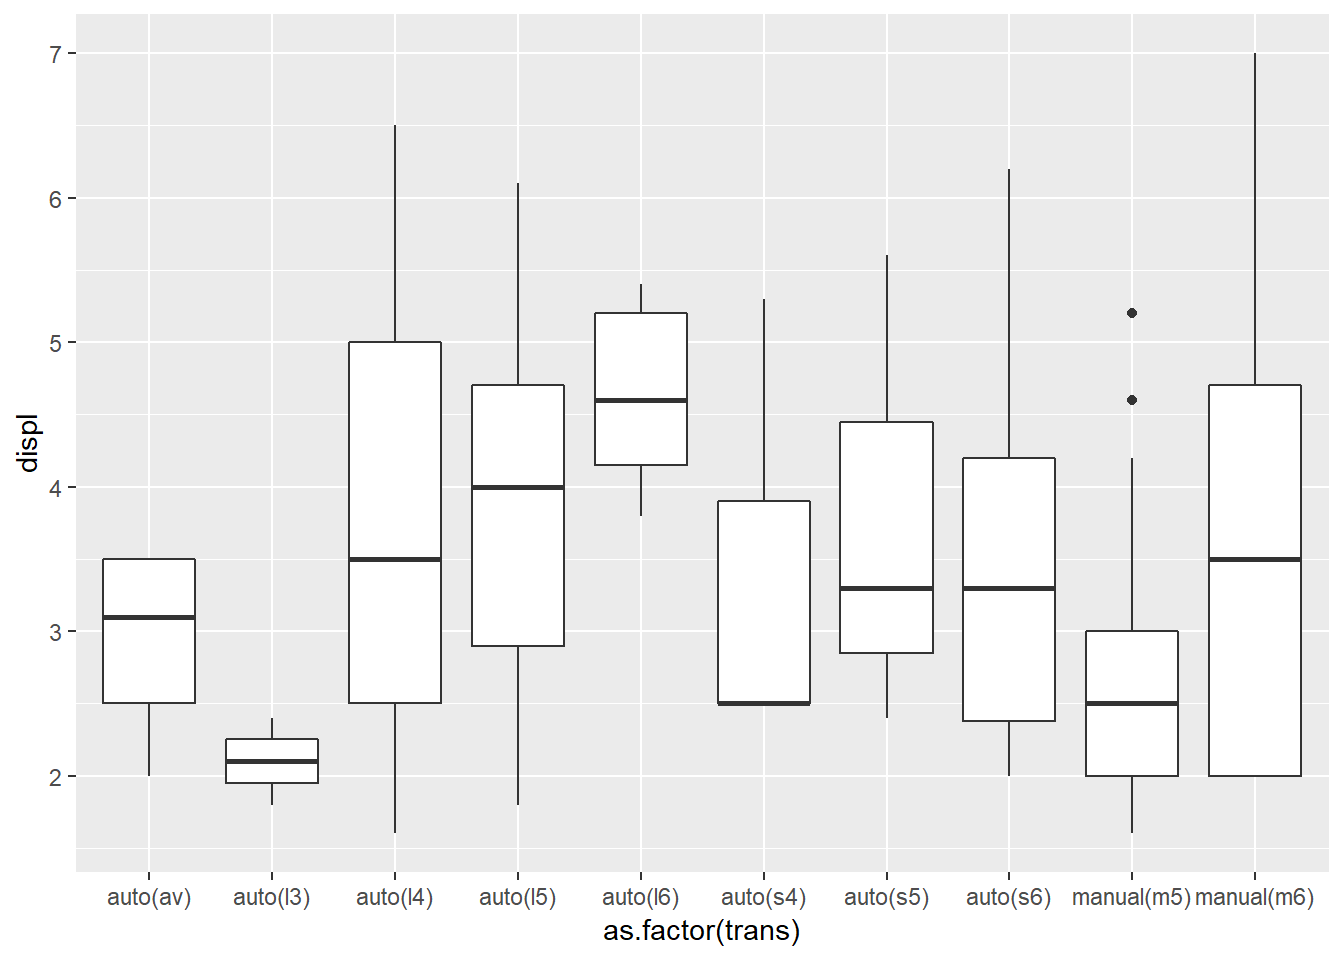 7
6
5
4
3
2
displ
auto(av) auto(l3) auto(l4) auto(l5) auto(l6) auto(s4) auto(s5) auto(s6) manual(m5) manual(m6)
as.factor(trans)